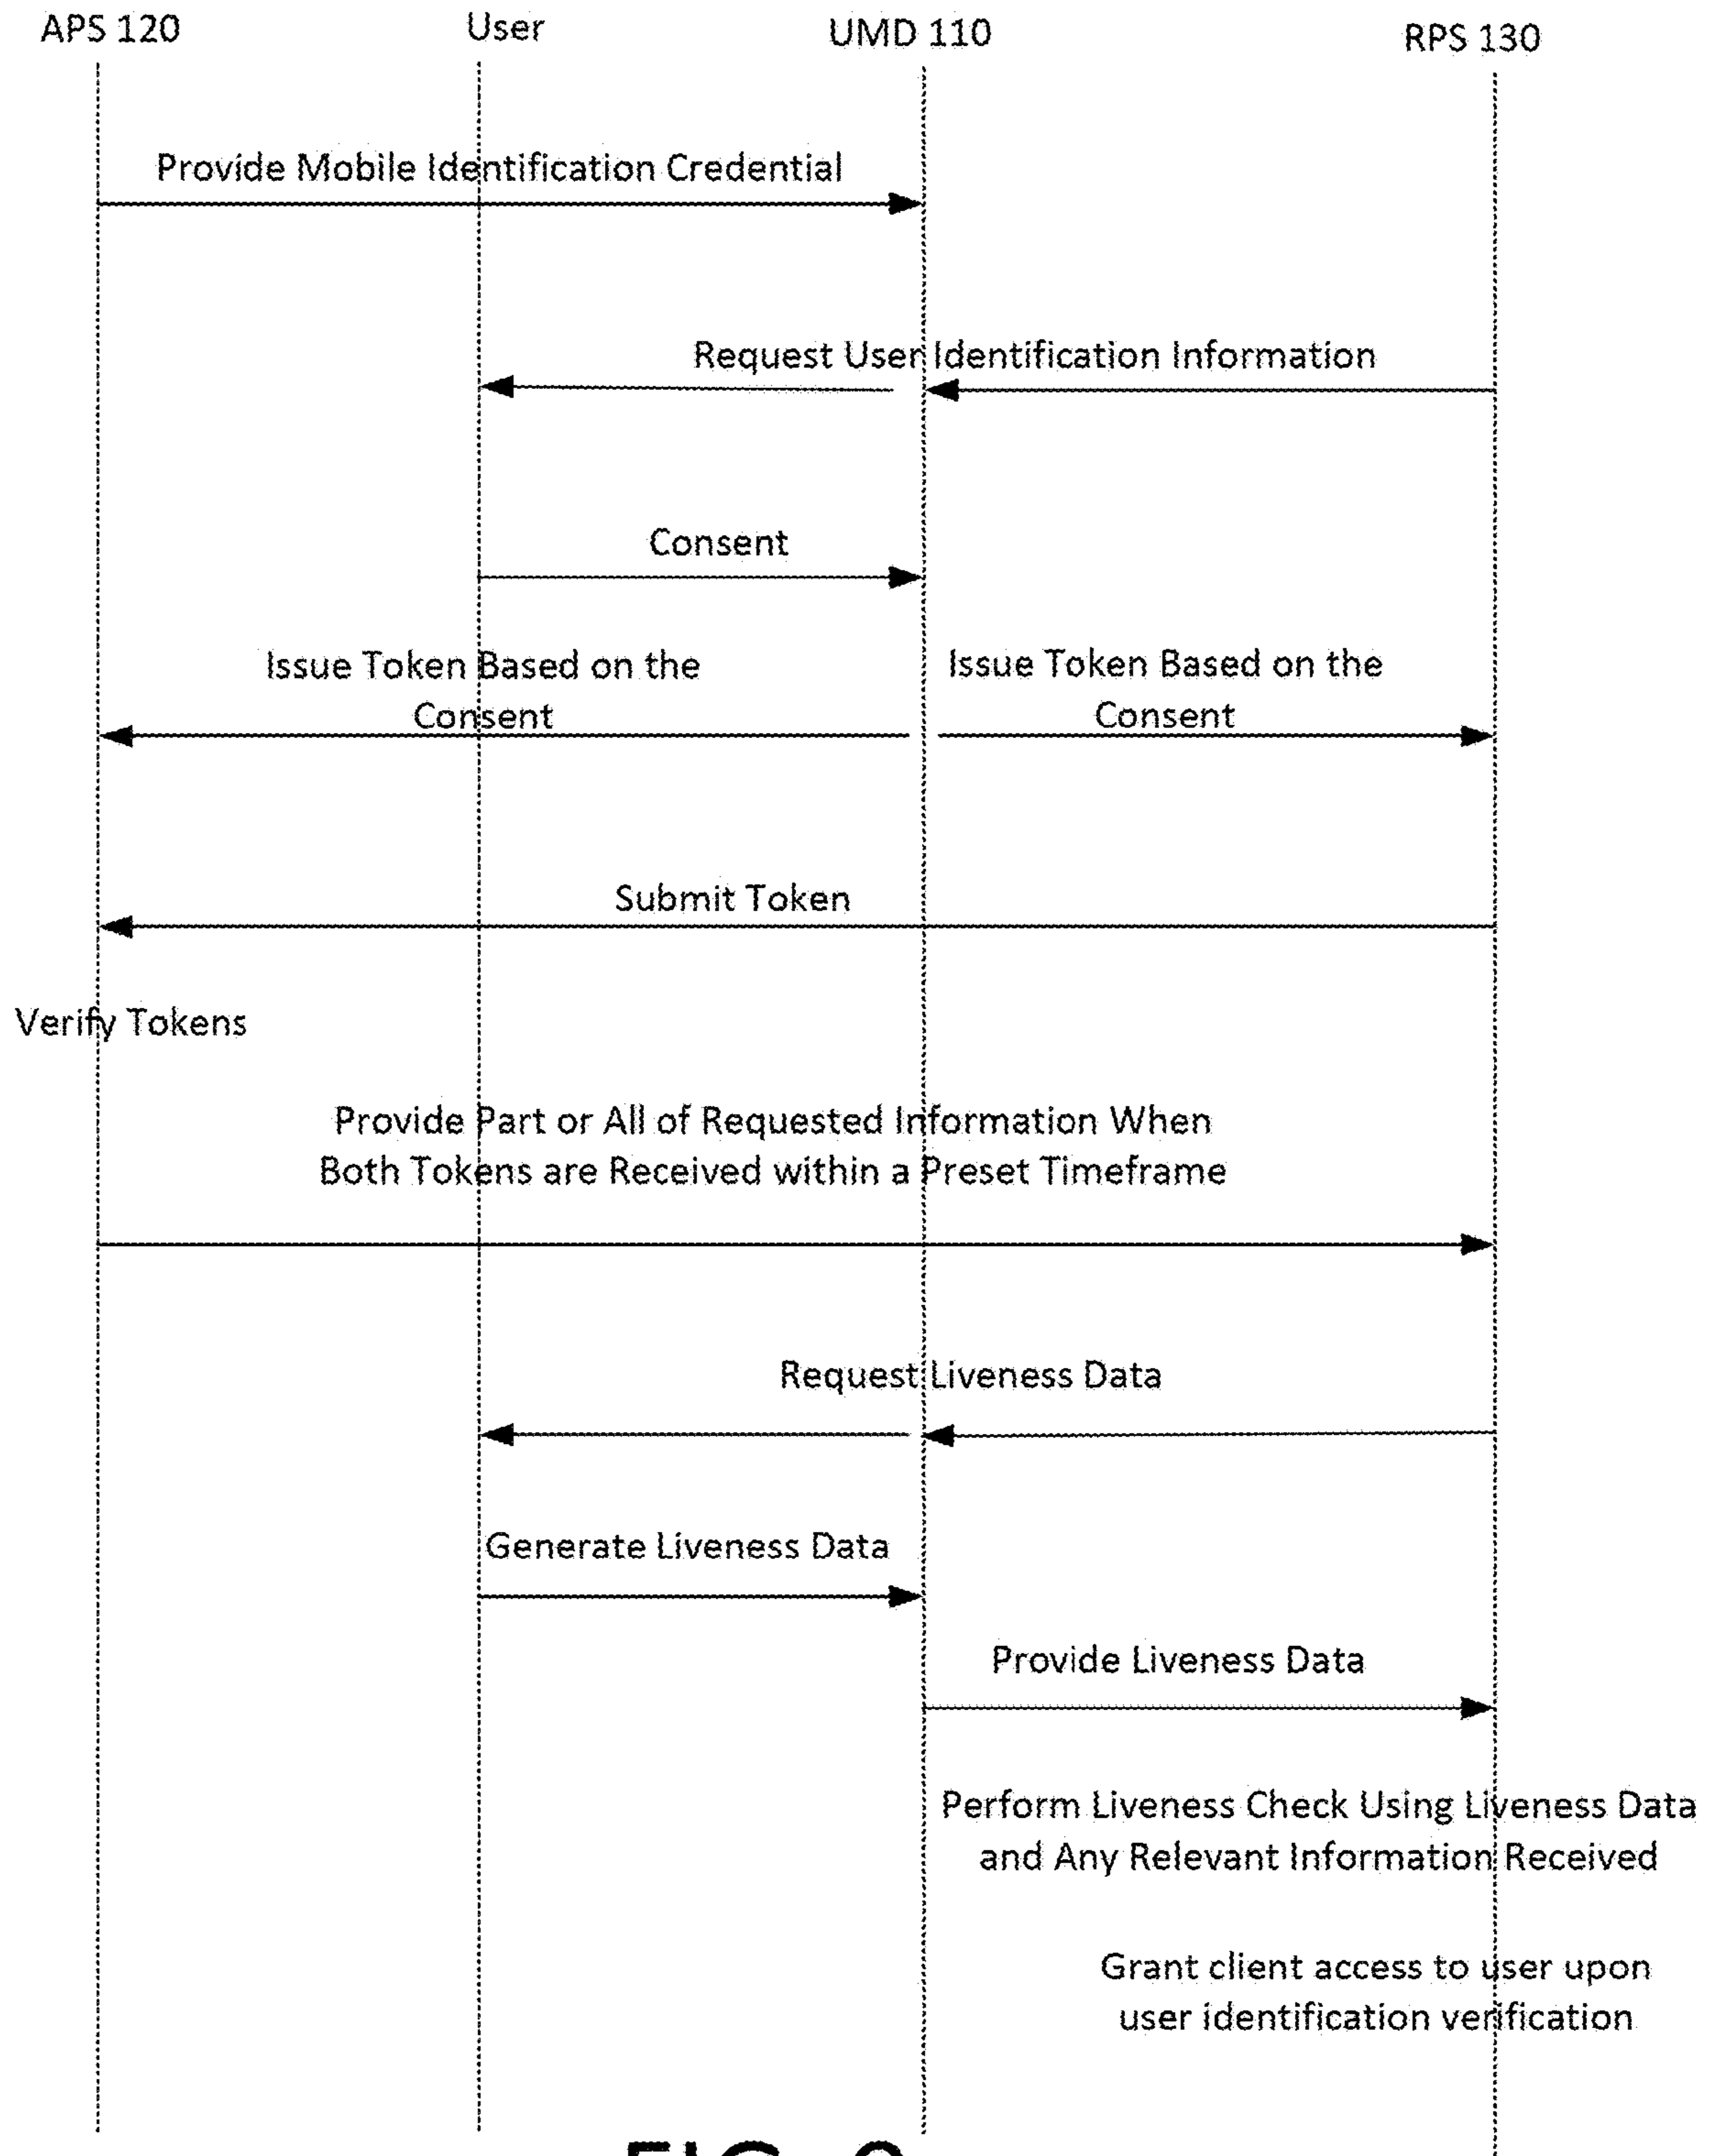 APS 120
User
UMD 110
RPS 130
Provide Mobile Identification Credential
Request User Identification Information
Consent
Issue Token Based on the
Consent
Issue Token Based on the
Consent
Submit Token
Verify Tokens
Provide Part or All of Requested Information When
Both Tokens are Received within a Preset Timeframe
Request Liveness Data
Generate Liveness Data
Provide Liveness Data
Perform Liveness Check Using Liveness Data
and Any Relevant Information Received
Grant client access to user upon
user identification verification
FIG.